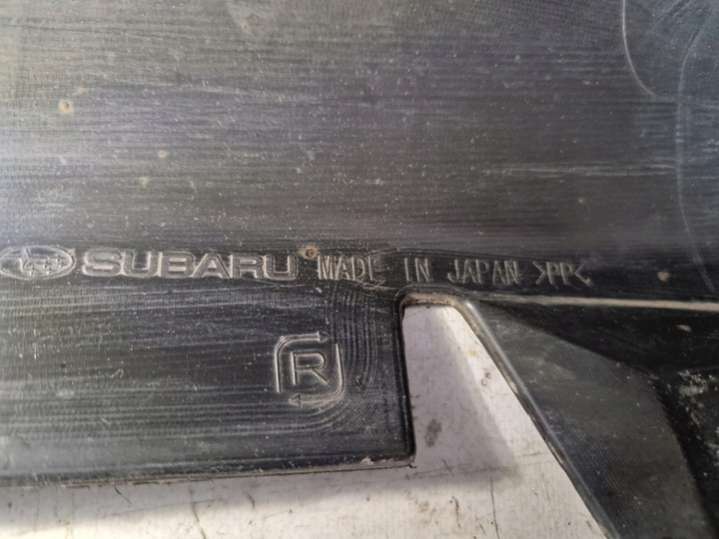 SUBARU MADE IN JAPAN >PP<
R